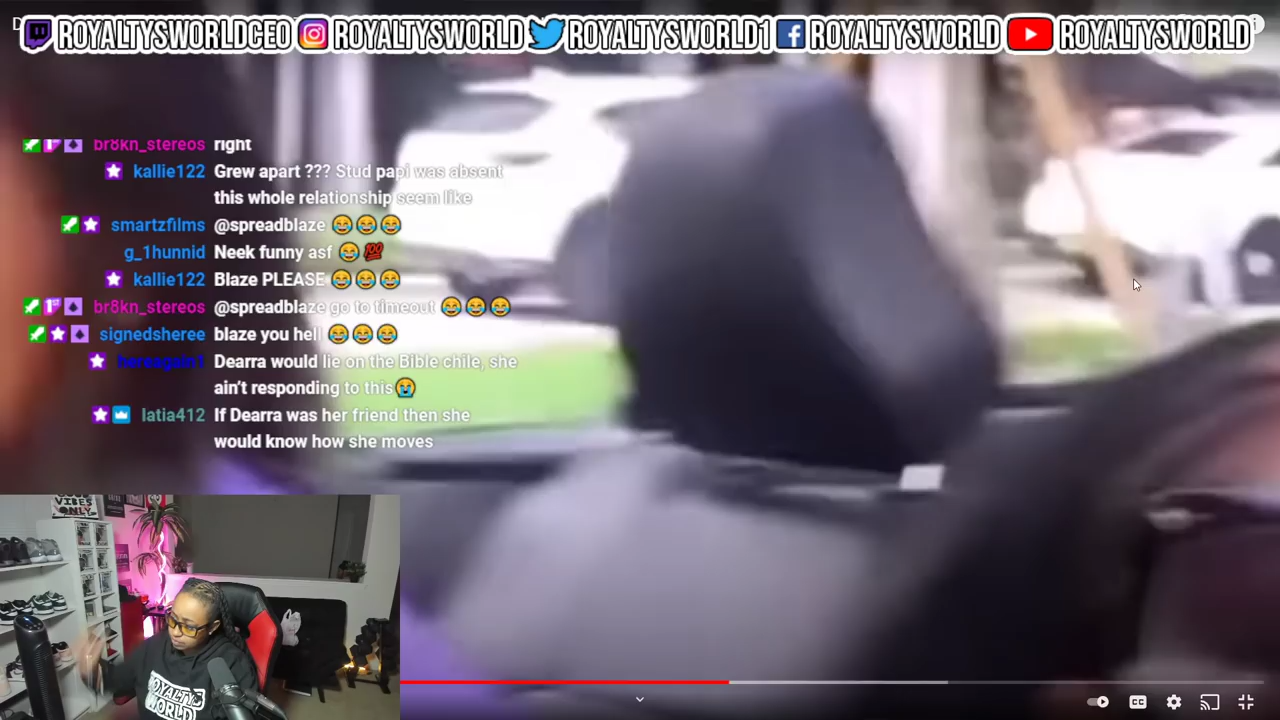 ROYALTYSWORLDCEO ROYALTYSWORLD ROYALTYSWORLD1 ROYALTYSWORLD ROYALTYSWORLD
br8kn_stereos right
kallie122 Grew apart ??? Stud papi was absent
this whole relationship seem like
smartzfilms @spreadblaze 😂😂😂
g_1hunnid Neek funny asf 😂💯
kallie122 Blaze PLEASE 😂😂😂
br8kn_stereos @spreadblaze go to timeout 😂😂😂
signedsheree blaze you hell 😂😂😂
hereagain1 Dearra would lie on the Bible chile, she
ain't responding to this😭
latia412 If Dearra was her friend then she
would know how she moves
VIBES
ONLY
ROYALTY
WORLD
CC